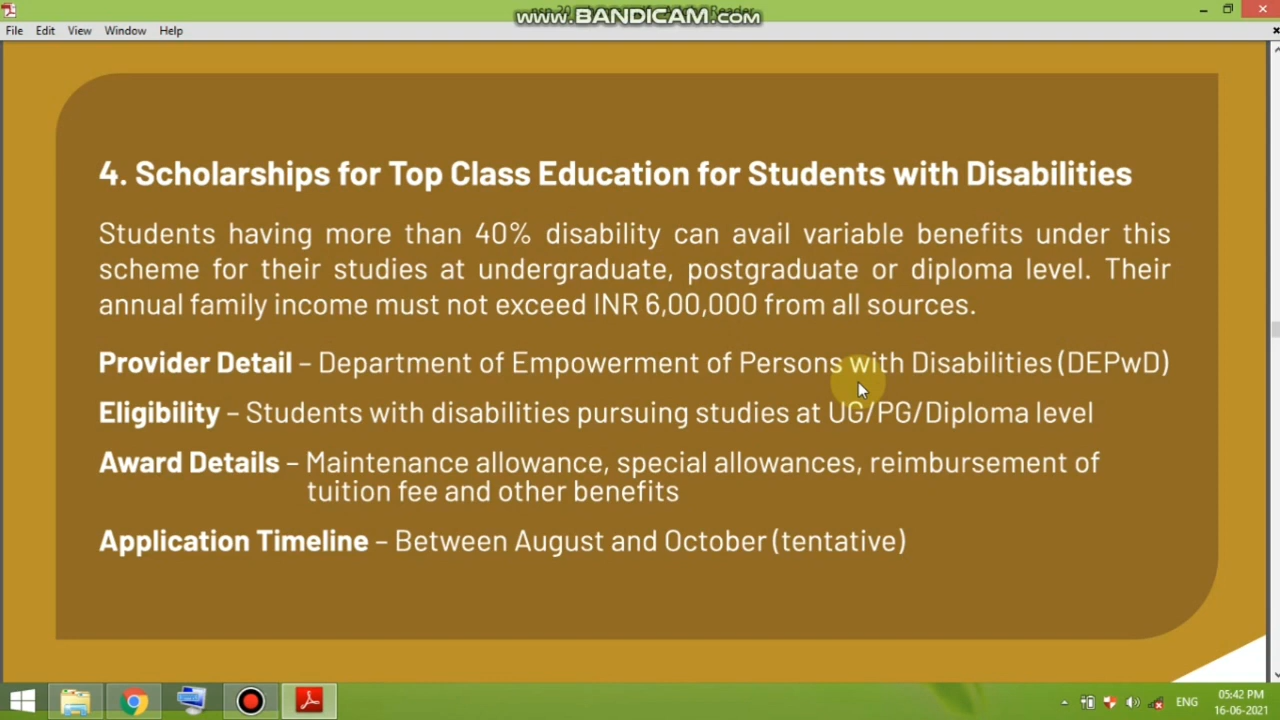 www.BANDICAM.com
Reader
File Edit View Window Help
4. Scholarships for Top Class Education for Students with Disabilities
Students having more than 40% disability can avail variable benefits under this
scheme for their studies at undergraduate, postgraduate or diploma level. Their
annual family income must not exceed INR 6,00,000 from all sources.
Provider Detail – Department of Empowerment of Persons with Disabilities (DEPwD)
Eligibility – Students with disabilities pursuing studies at UG/PG/Diploma level
Award Details – Maintenance allowance, special allowances, reimbursement of
tuition fee and other benefits
Application Timeline – Between August and October (tentative)
ENG
05:42 PM
16-06-2021